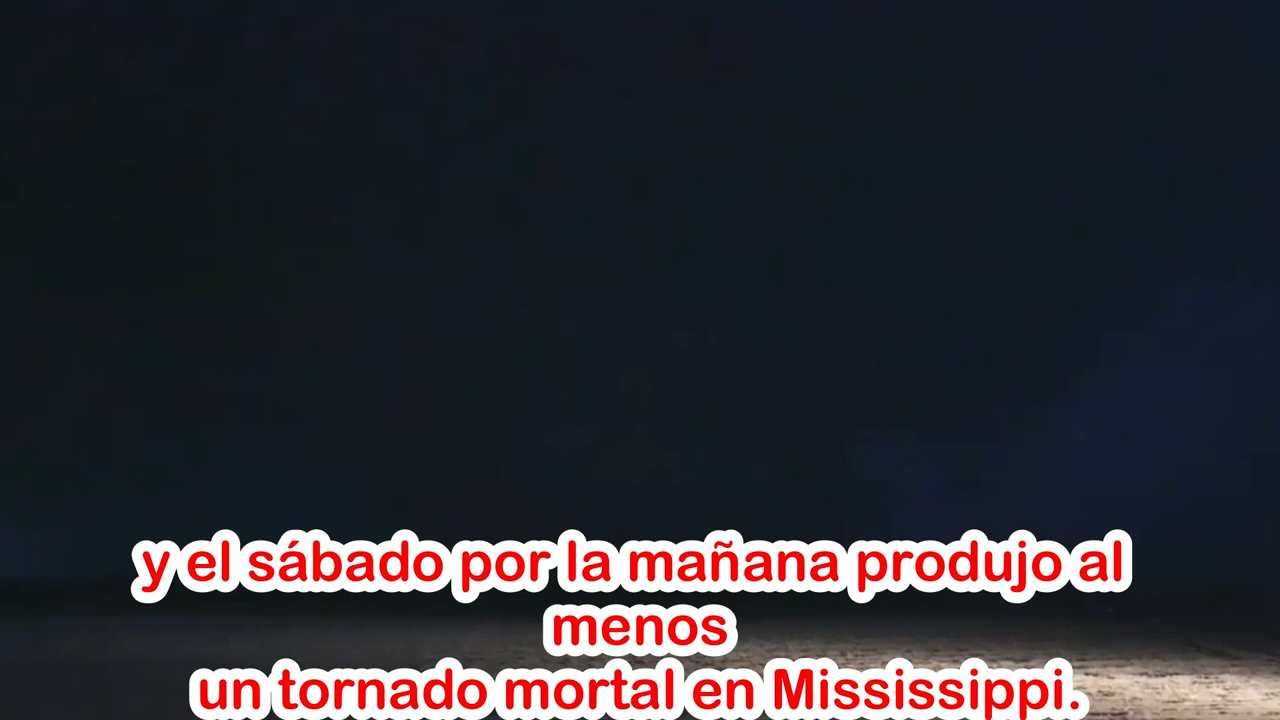 y el sábado por la mañana produjo al
menos
un tornado mortal en Mississippi.